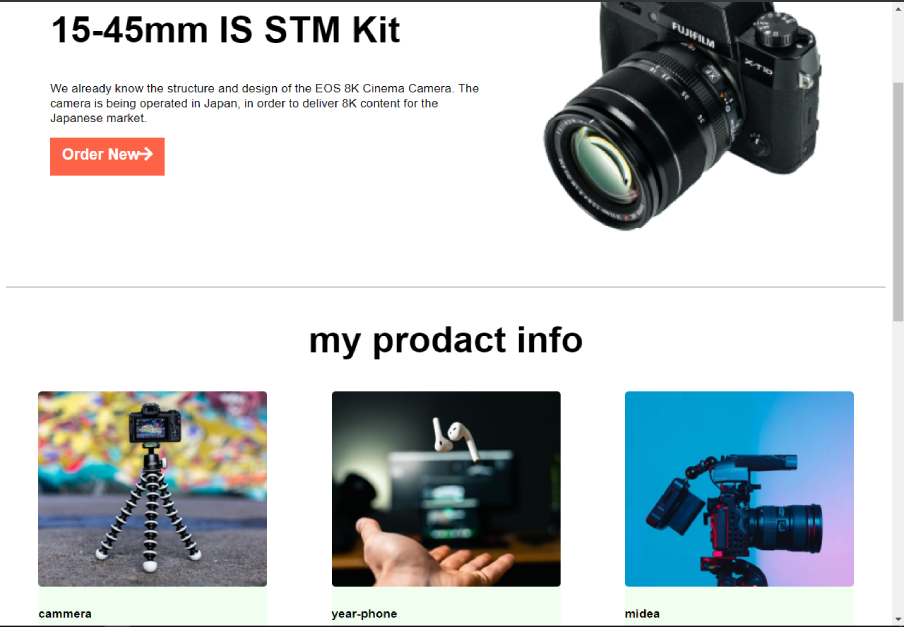 15-45mm IS STM Kit
FUJIFILM
X-T10
We already know the structure and design of the EOS 8K Cinema Camera. The
camera is being operated in Japan, in order to deliver 8K content for the
Japanese market.
Order New→
my prodact info
cammera
year-phone
midea